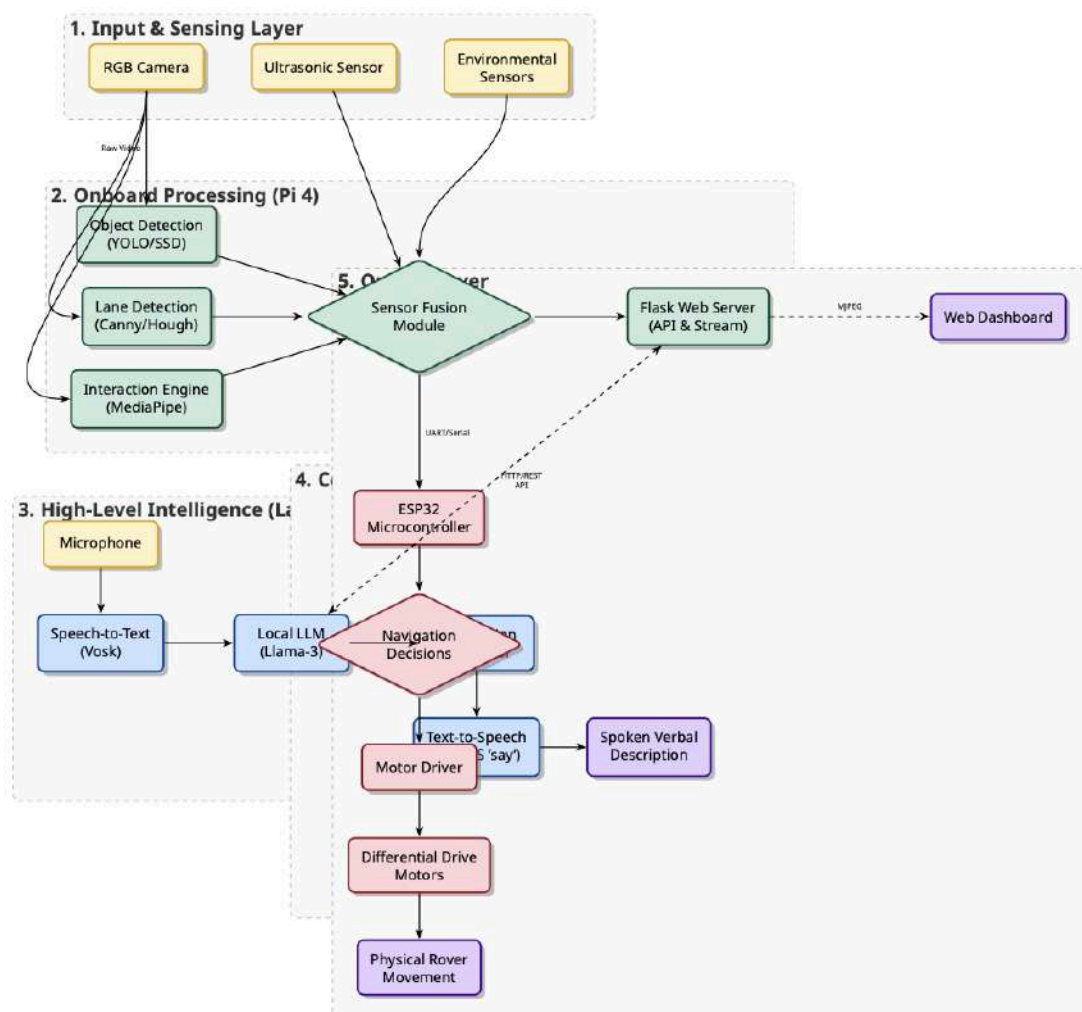 1. Input & Sensing Layer
RGB Camera
Ultrasonic Sensor
Environmental
Sensors
Raw Video
2. Onboard Processing (Pi 4)
Object Detection
(YOLO/SSD)
Lane Detection
(Canny/Hough)
Interaction Engine
(MediaPipe)
5.
Sensor Fusion
Module
Flask Web Server
(API & Stream)
MJPEG
Web Dashboard
UART/Serial
HTTP/REST
API
4.
ESP32
Microcontroller
3. High-Level Intelligence
Microphone
Speech-to-Text
(Vosk)
Local LLM
(Llama-3)
Navigation
Decisions
Text-to-Speech
'say')
Spoken Verbal
Description
Motor Driver
Differential Drive
Motors
Physical Rover
Movement